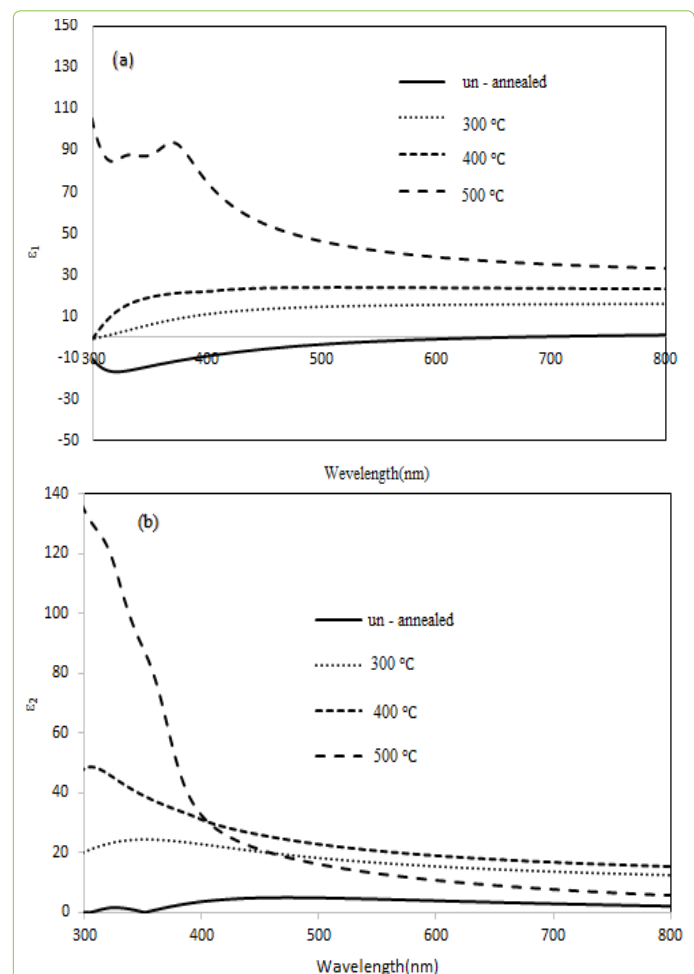 150
130
110
90
70
50
30
10
-10
-30
-50
ε1
(a)
un - annealed
300 °C
400 °C
500 °C
300 400 500 600 700 800
Wevelength(nm)
140
120
100
80
60
40
20
0
ε2
(b)
un - annealed
300 °C
400 °C
500 °C
300 400 500 600 700 800
Wavelength(nm)